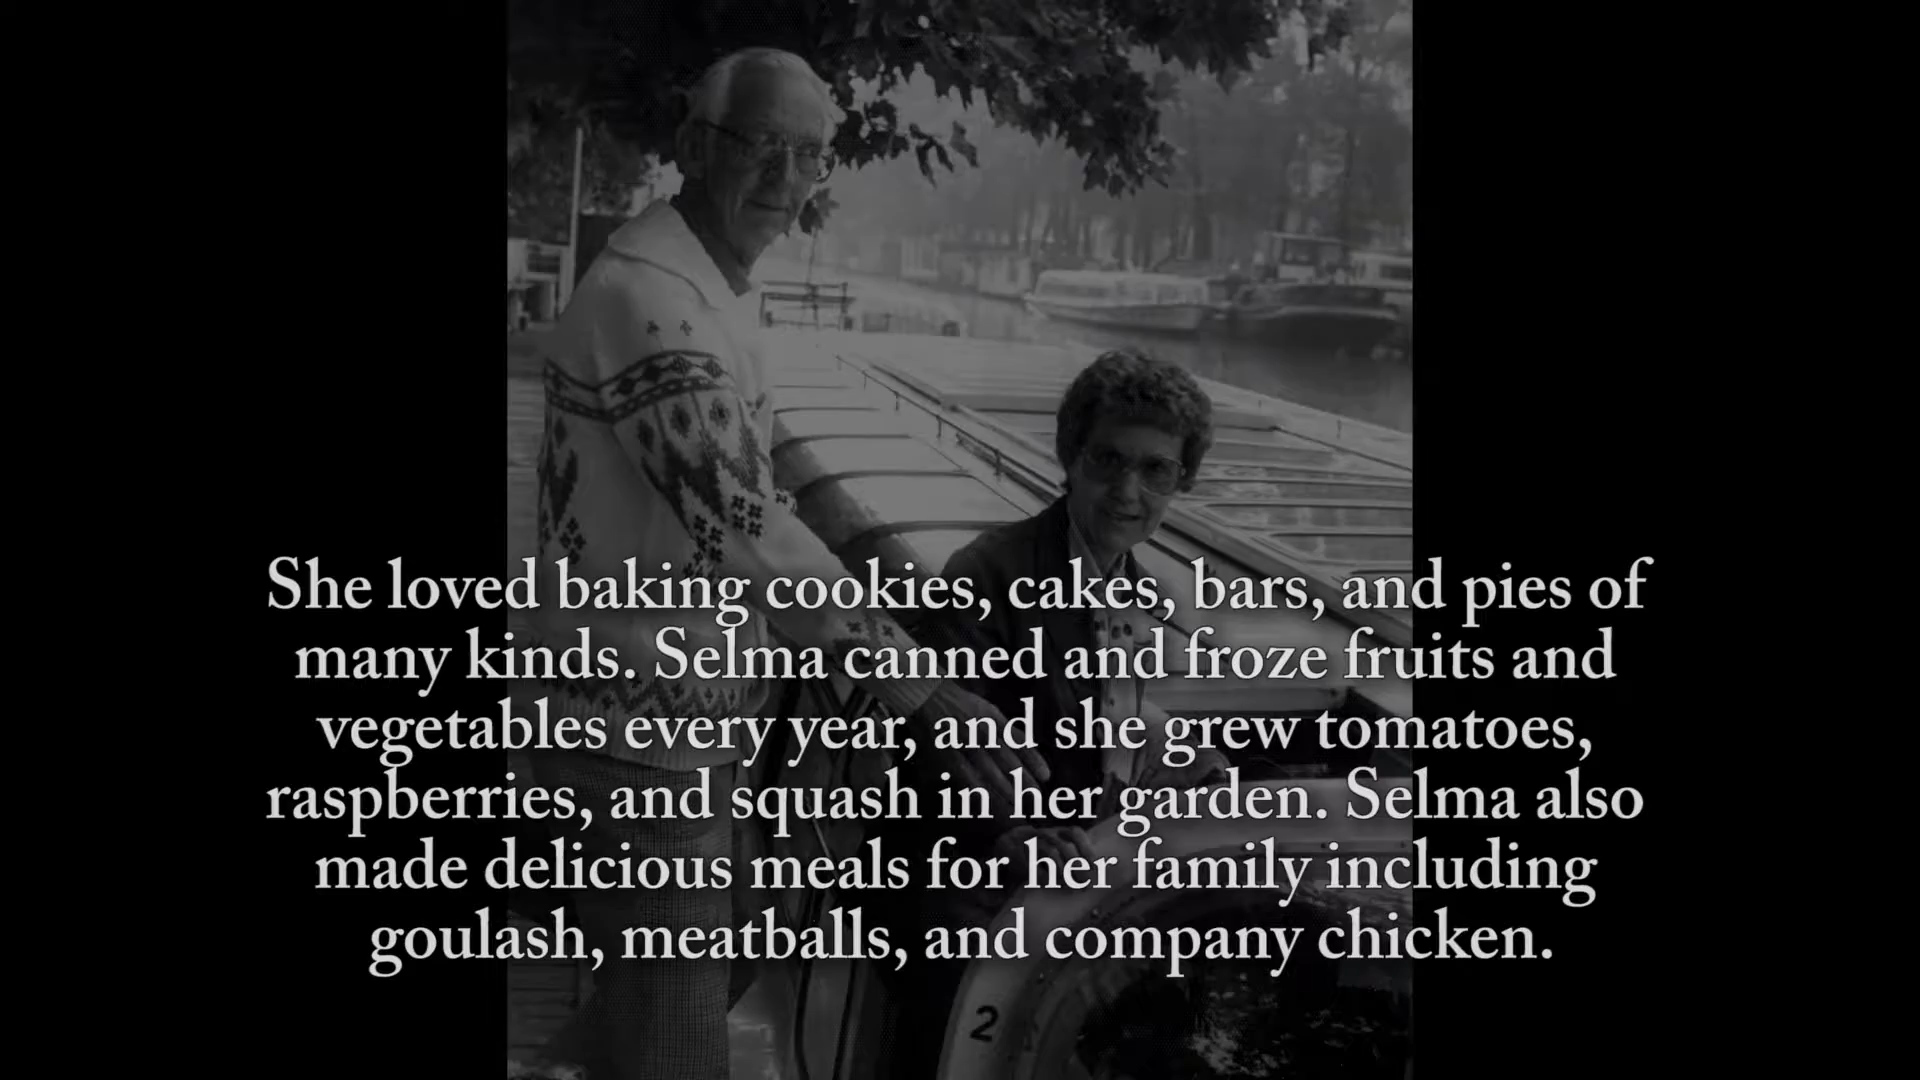 She loved baking cookies, cakes, bars, and pies of
many kinds. Selma canned and froze fruits and
vegetables every year, and she grew tomatoes,
raspberries, and squash in her garden. Selma also
made delicious meals for her family including
goulash, meatballs, and company chicken.
2